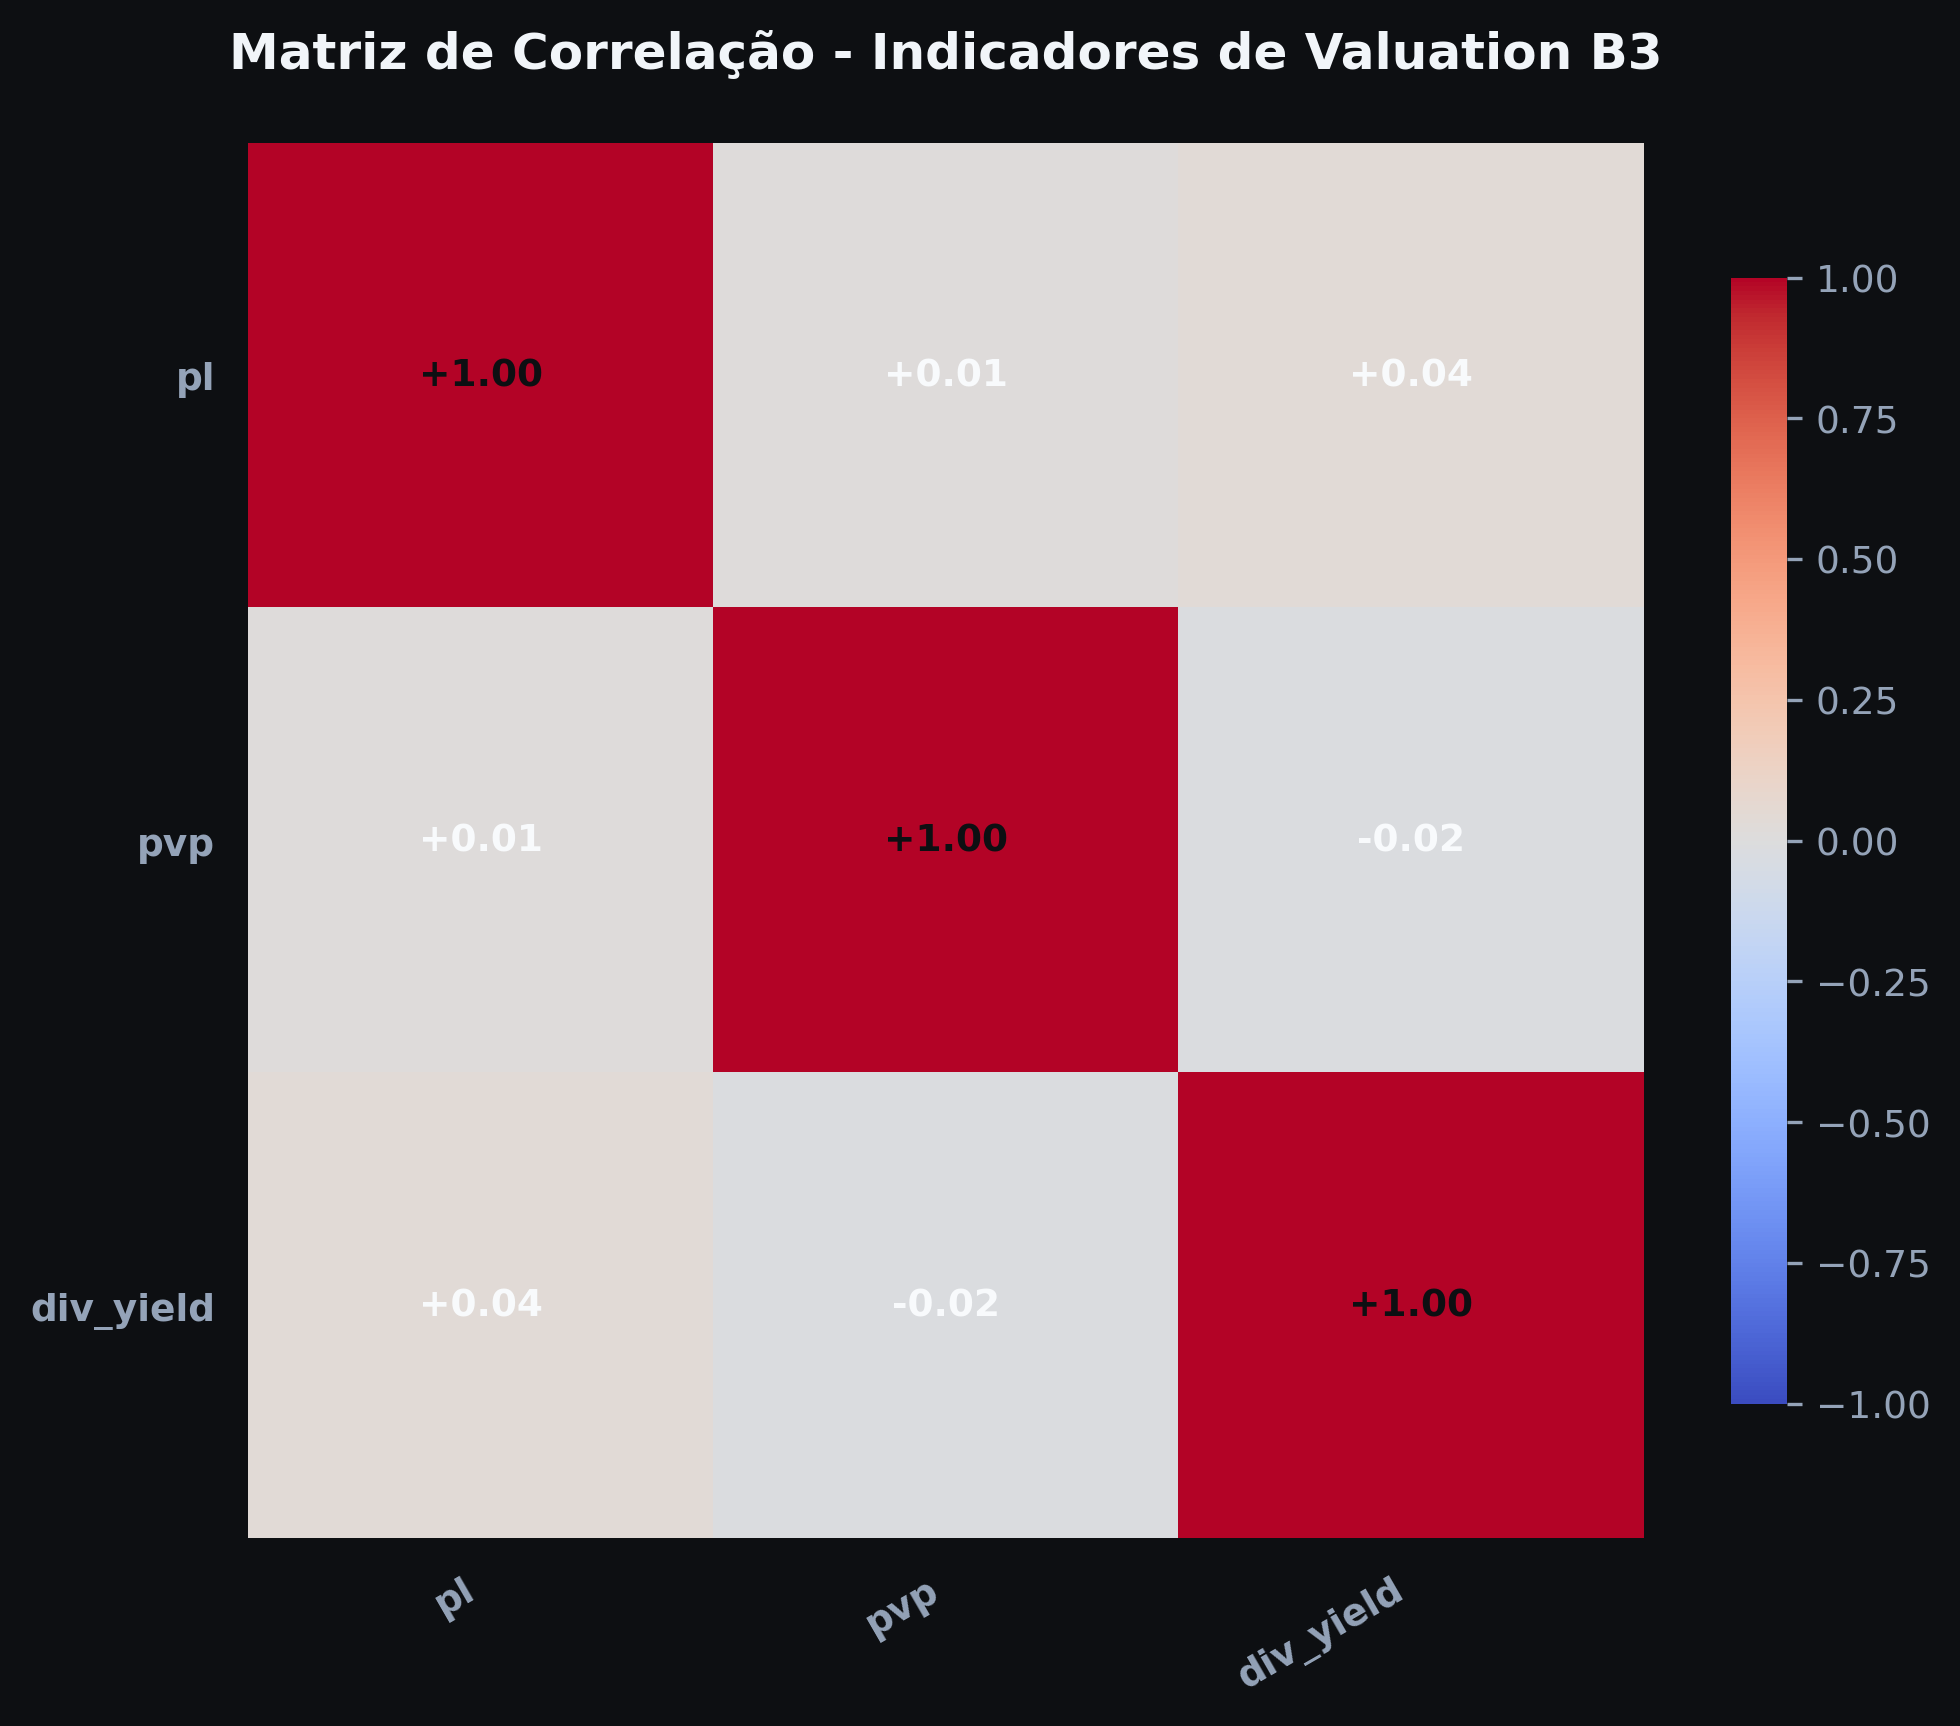 Matriz de Correlação - Indicadores de Valuation B3
pl
+1.00
+0.01
+0.04
pvp
+0.01
+1.00
-0.02
div_yield
+0.04
-0.02
+1.00
pl
pvp
div_yield
1.00
0.75
0.50
0.25
0.00
−0.25
−0.50
−0.75
−1.00